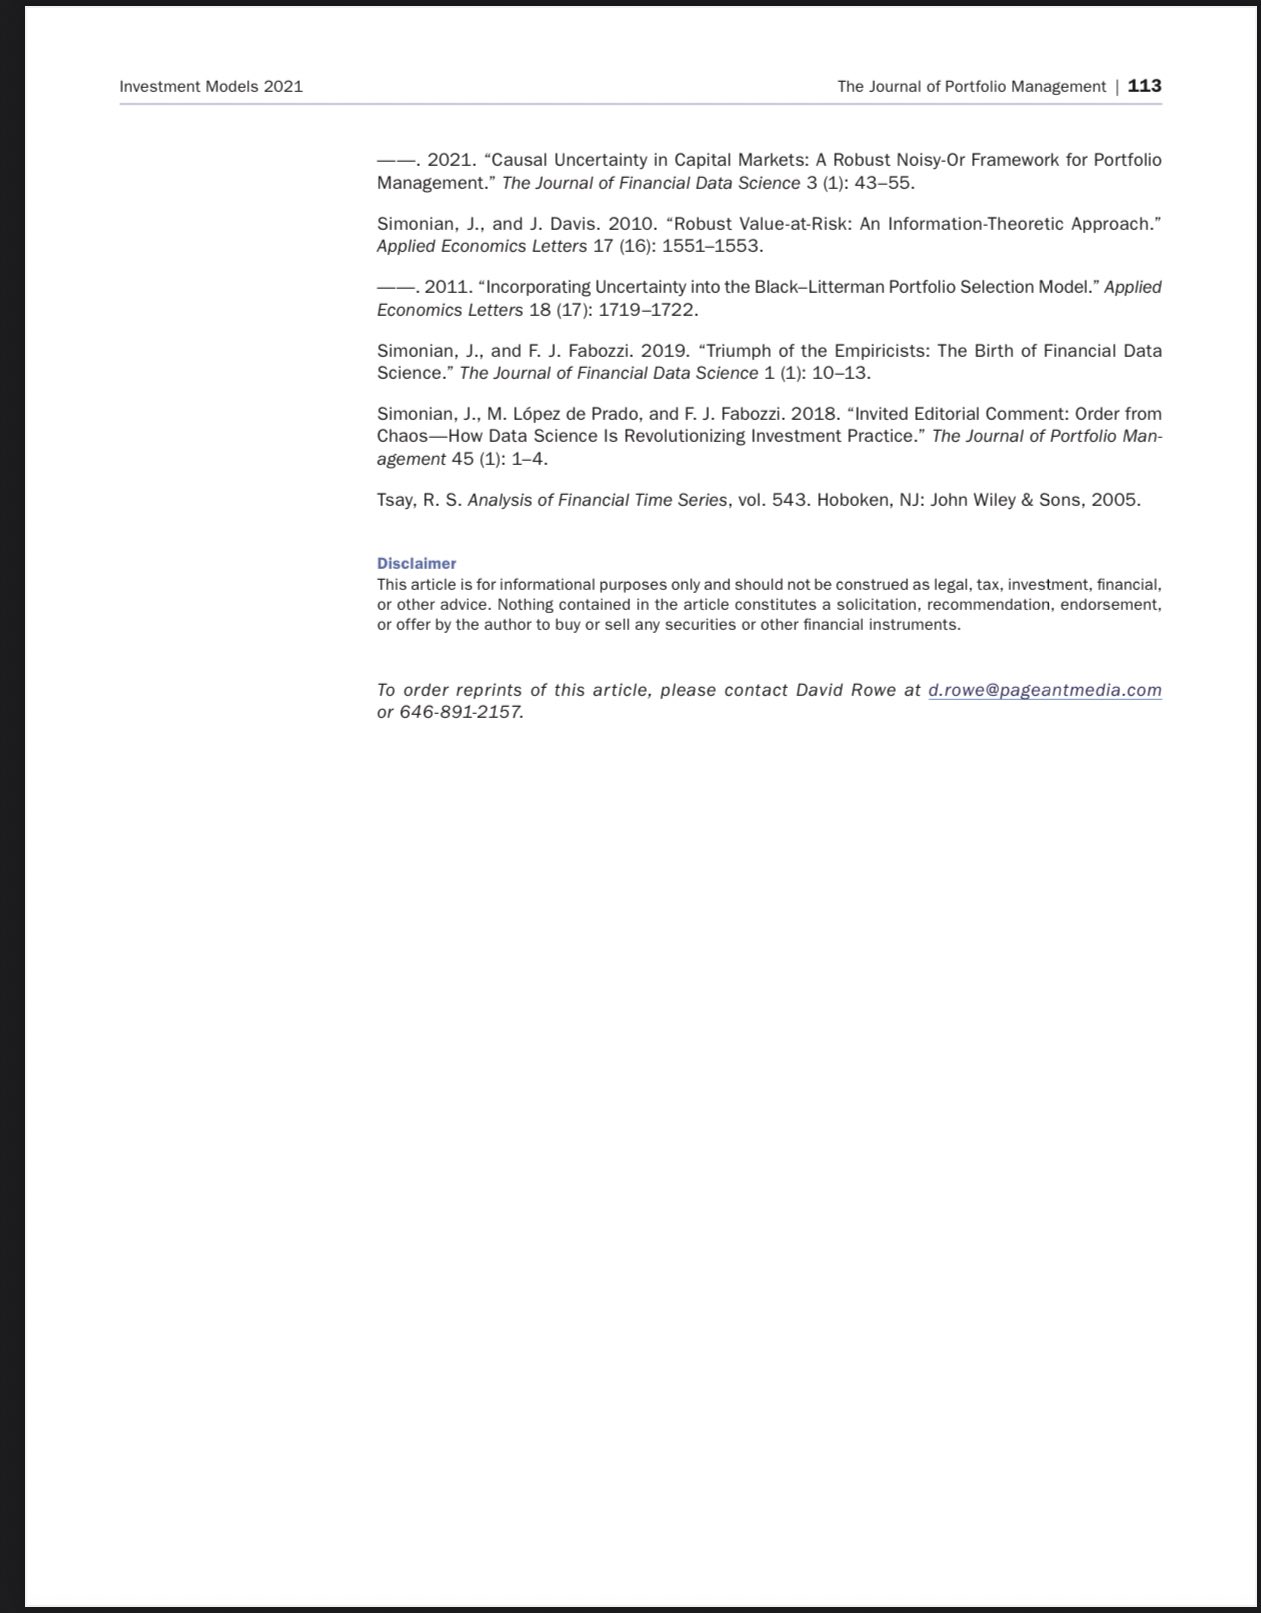 Investment Models 2021
The Journal of Portfolio Management | 113
——. 2021. “Causal Uncertainty in Capital Markets: A Robust Noisy-Or Framework for Portfolio
Management.” The Journal of Financial Data Science 3 (1): 43–55.
Simonian, J., and J. Davis. 2010. “Robust Value-at-Risk: An Information-Theoretic Approach.”
Applied Economics Letters 17 (16): 1551–1553.
——. 2011. “Incorporating Uncertainty into the Black–Litterman Portfolio Selection Model.” Applied
Economics Letters 18 (17): 1719–1722.
Simonian, J., and F. J. Fabozzi. 2019. “Triumph of the Empiricists: The Birth of Financial Data
Science.” The Journal of Financial Data Science 1 (1): 10–13.
Simonian, J., M. López de Prado, and F. J. Fabozzi. 2018. “Invited Editorial Comment: Order from
Chaos—How Data Science Is Revolutionizing Investment Practice.” The Journal of Portfolio Man-
agement 45 (1): 1–4.
Tsay, R. S. Analysis of Financial Time Series, vol. 543. Hoboken, NJ: John Wiley & Sons, 2005.
Disclaimer
This article is for informational purposes only and should not be construed as legal, tax, investment, financial,
or other advice. Nothing contained in the article constitutes a solicitation, recommendation, endorsement,
or offer by the author to buy or sell any securities or other financial instruments.
To order reprints of this article, please contact David Rowe at d.rowe@pageantmedia.com
or 646-891-2157.